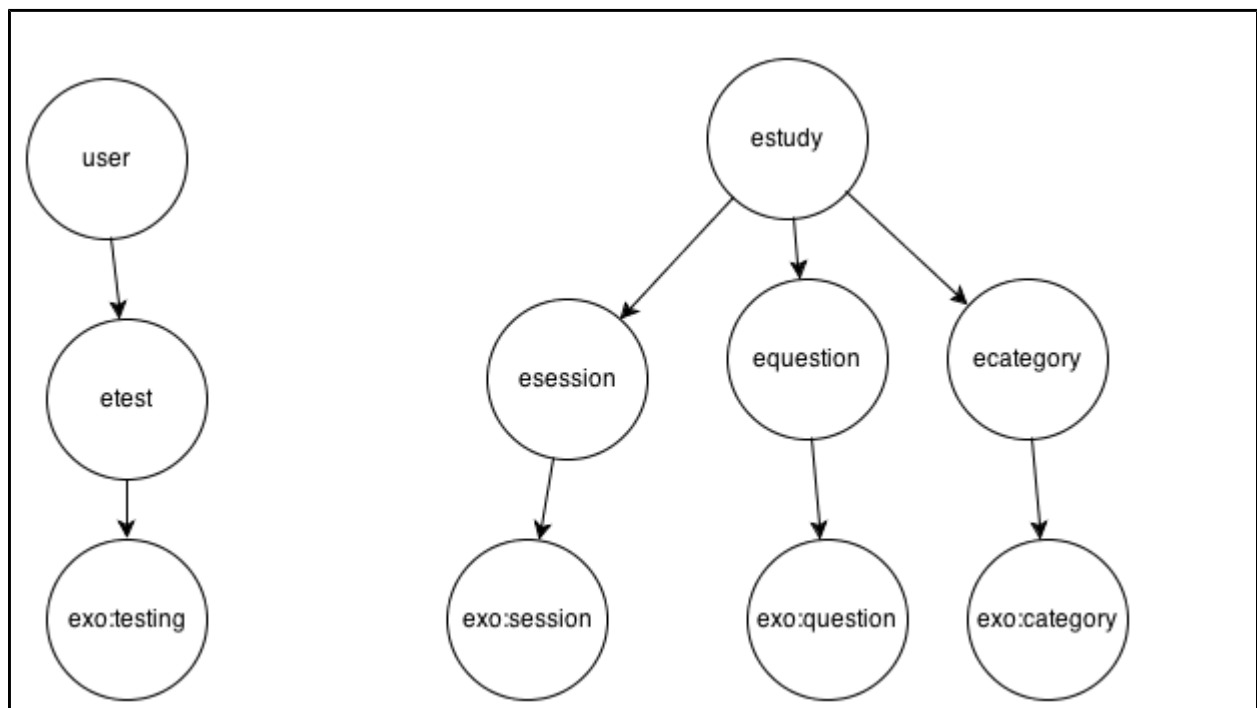 user
etest
exo:testing
estudy
esession
equestion
ecategory
exo:session
exo:question
exo:category